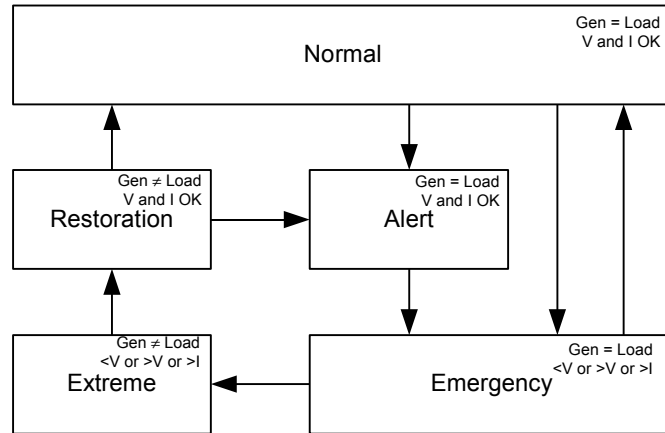 Gen = Load
V and I OK
Normal
Gen ≠ Load
V and I OK
Restoration
Gen = Load
V and I OK
Alert
Gen ≠ Load
<V or >V or >I
Extreme
Gen = Load
<V or >V or >I
Emergency